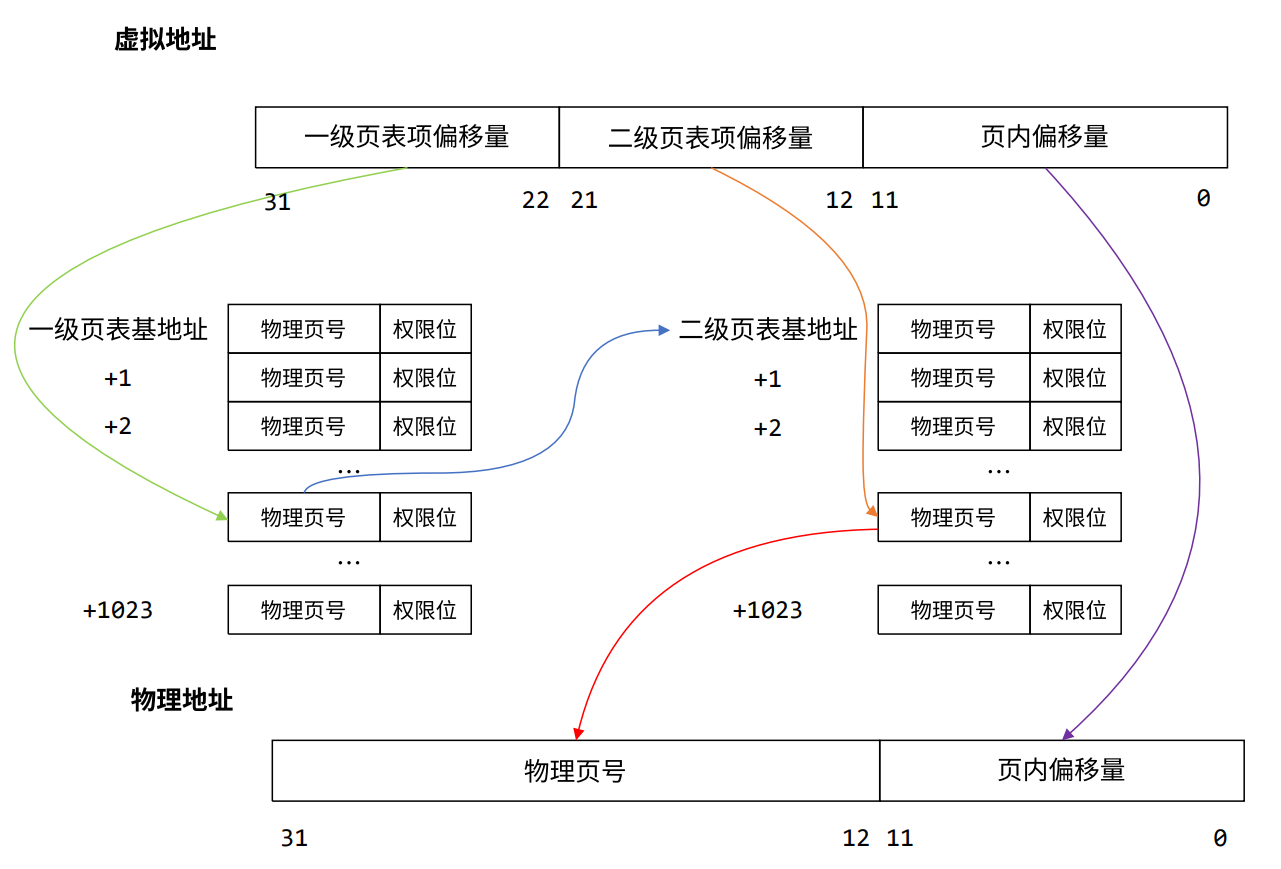 虚拟地址
一级页表项偏移量 二级页表项偏移量 页内偏移量
31 22 21 12 11 0
一级页表基地址 物理页号 权限位 二级页表基地址 物理页号 权限位
+1 物理页号 权限位 +1 物理页号 权限位
+2 物理页号 权限位 +2 物理页号 权限位
... ...
物理页号 权限位 物理页号 权限位
... ...
+1023 物理页号 权限位 +1023 物理页号 权限位
物理地址
物理页号 页内偏移量
31 12 11 0